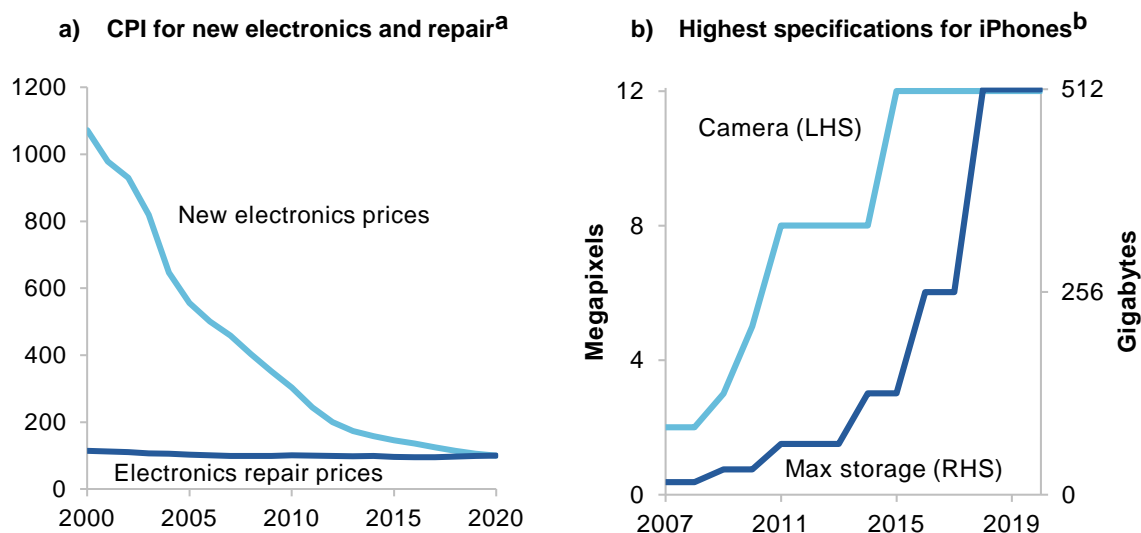 a) CPI for new electronics and repairᵃ
1200
1000
800
600
400
200
0
New electronics prices
Electronics repair prices
2000 2005 2010 2015 2020
b) Highest specifications for iPhonesᵇ
Megapixels
12
8
4
0
Camera (LHS)
Max storage (RHS)
512
256
0
Gigabytes
2007 2011 2015 2019